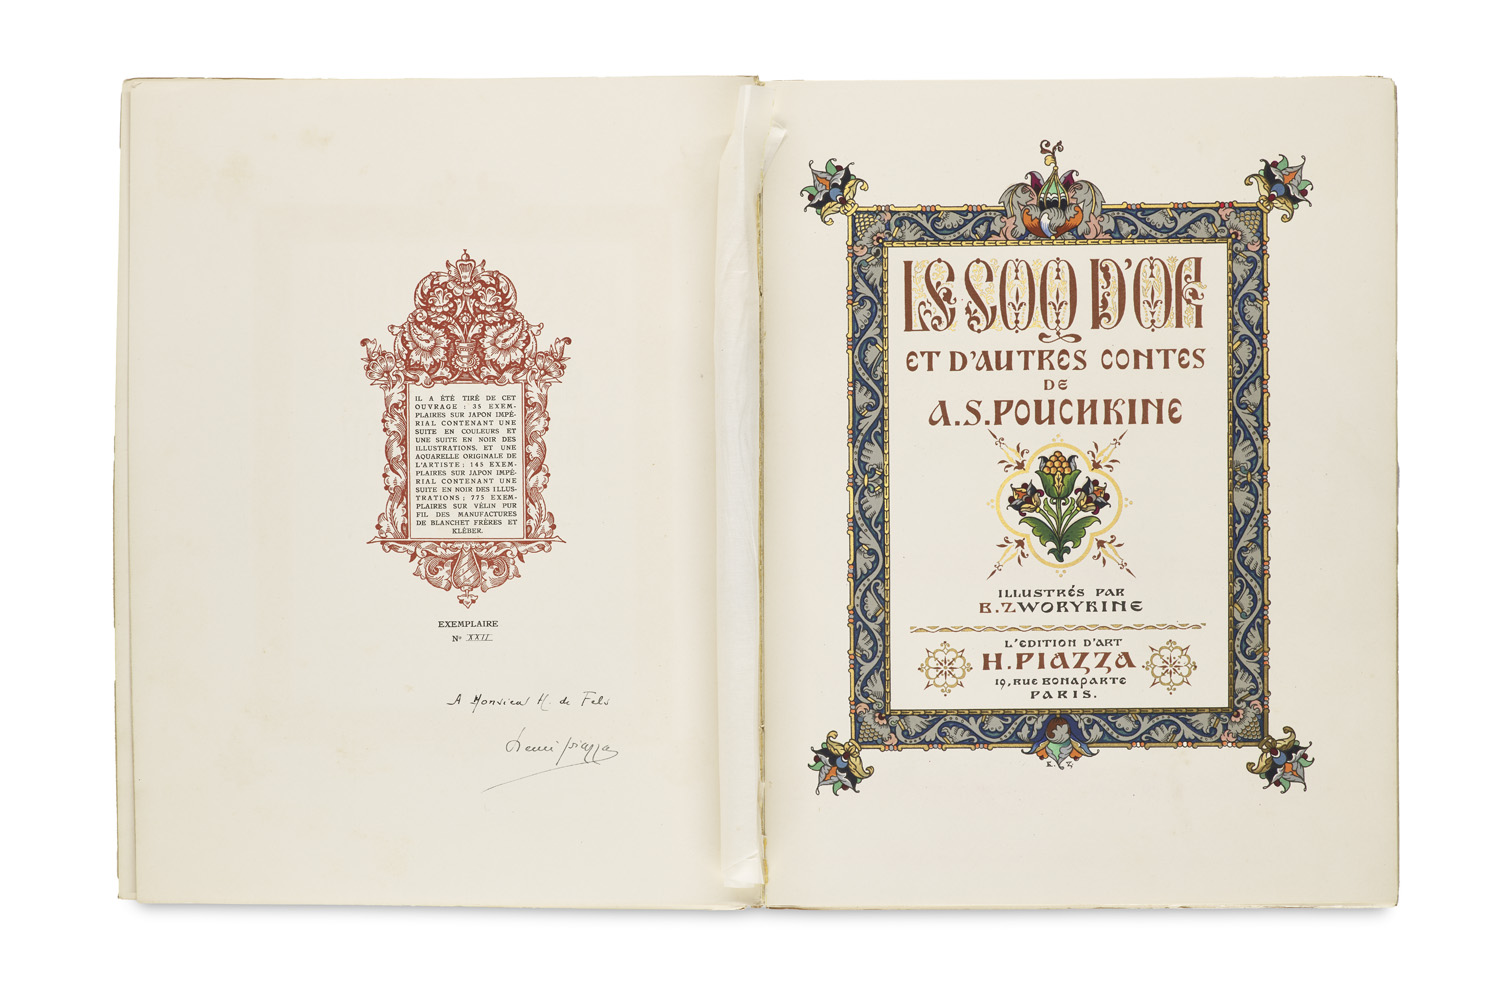 IL A ÉTÉ TIRÉ DE CET
OUVRAGE : 35 EXEM-
PLAIRES SUR JAPON IMPÉ-
RIAL CONTENANT UNE
SUITE EN COULEURS ET
UNE SUITE EN NOIR DES
ILLUSTRATIONS, ET UNE
AQUARELLE ORIGINALE DE
L'ARTISTE ; 145 EXEM-
PLAIRES SUR JAPON IMPÉ-
RIAL CONTENANT UNE
SUITE EN NOIR DES ILLUS-
TRATIONS ; 775 EXEM-
PLAIRES SUR VÉLIN PUR
FIL DES MANUFACTURES
DE BLANCHET FRÈRES ET
KLÉBER.
EXEMPLAIRE
No XXII
A Monsieur H. de Fels
Henri Piazza
LE COQ D'OR
ET D'AUTRES CONTES
DE
A.S.POUCHKINE
ILLUSTRÉS PAR
B.ZWORYKINE
L'EDITION D'ART
H.PIAZZA
19, RUE BONAPARTE
PARIS.